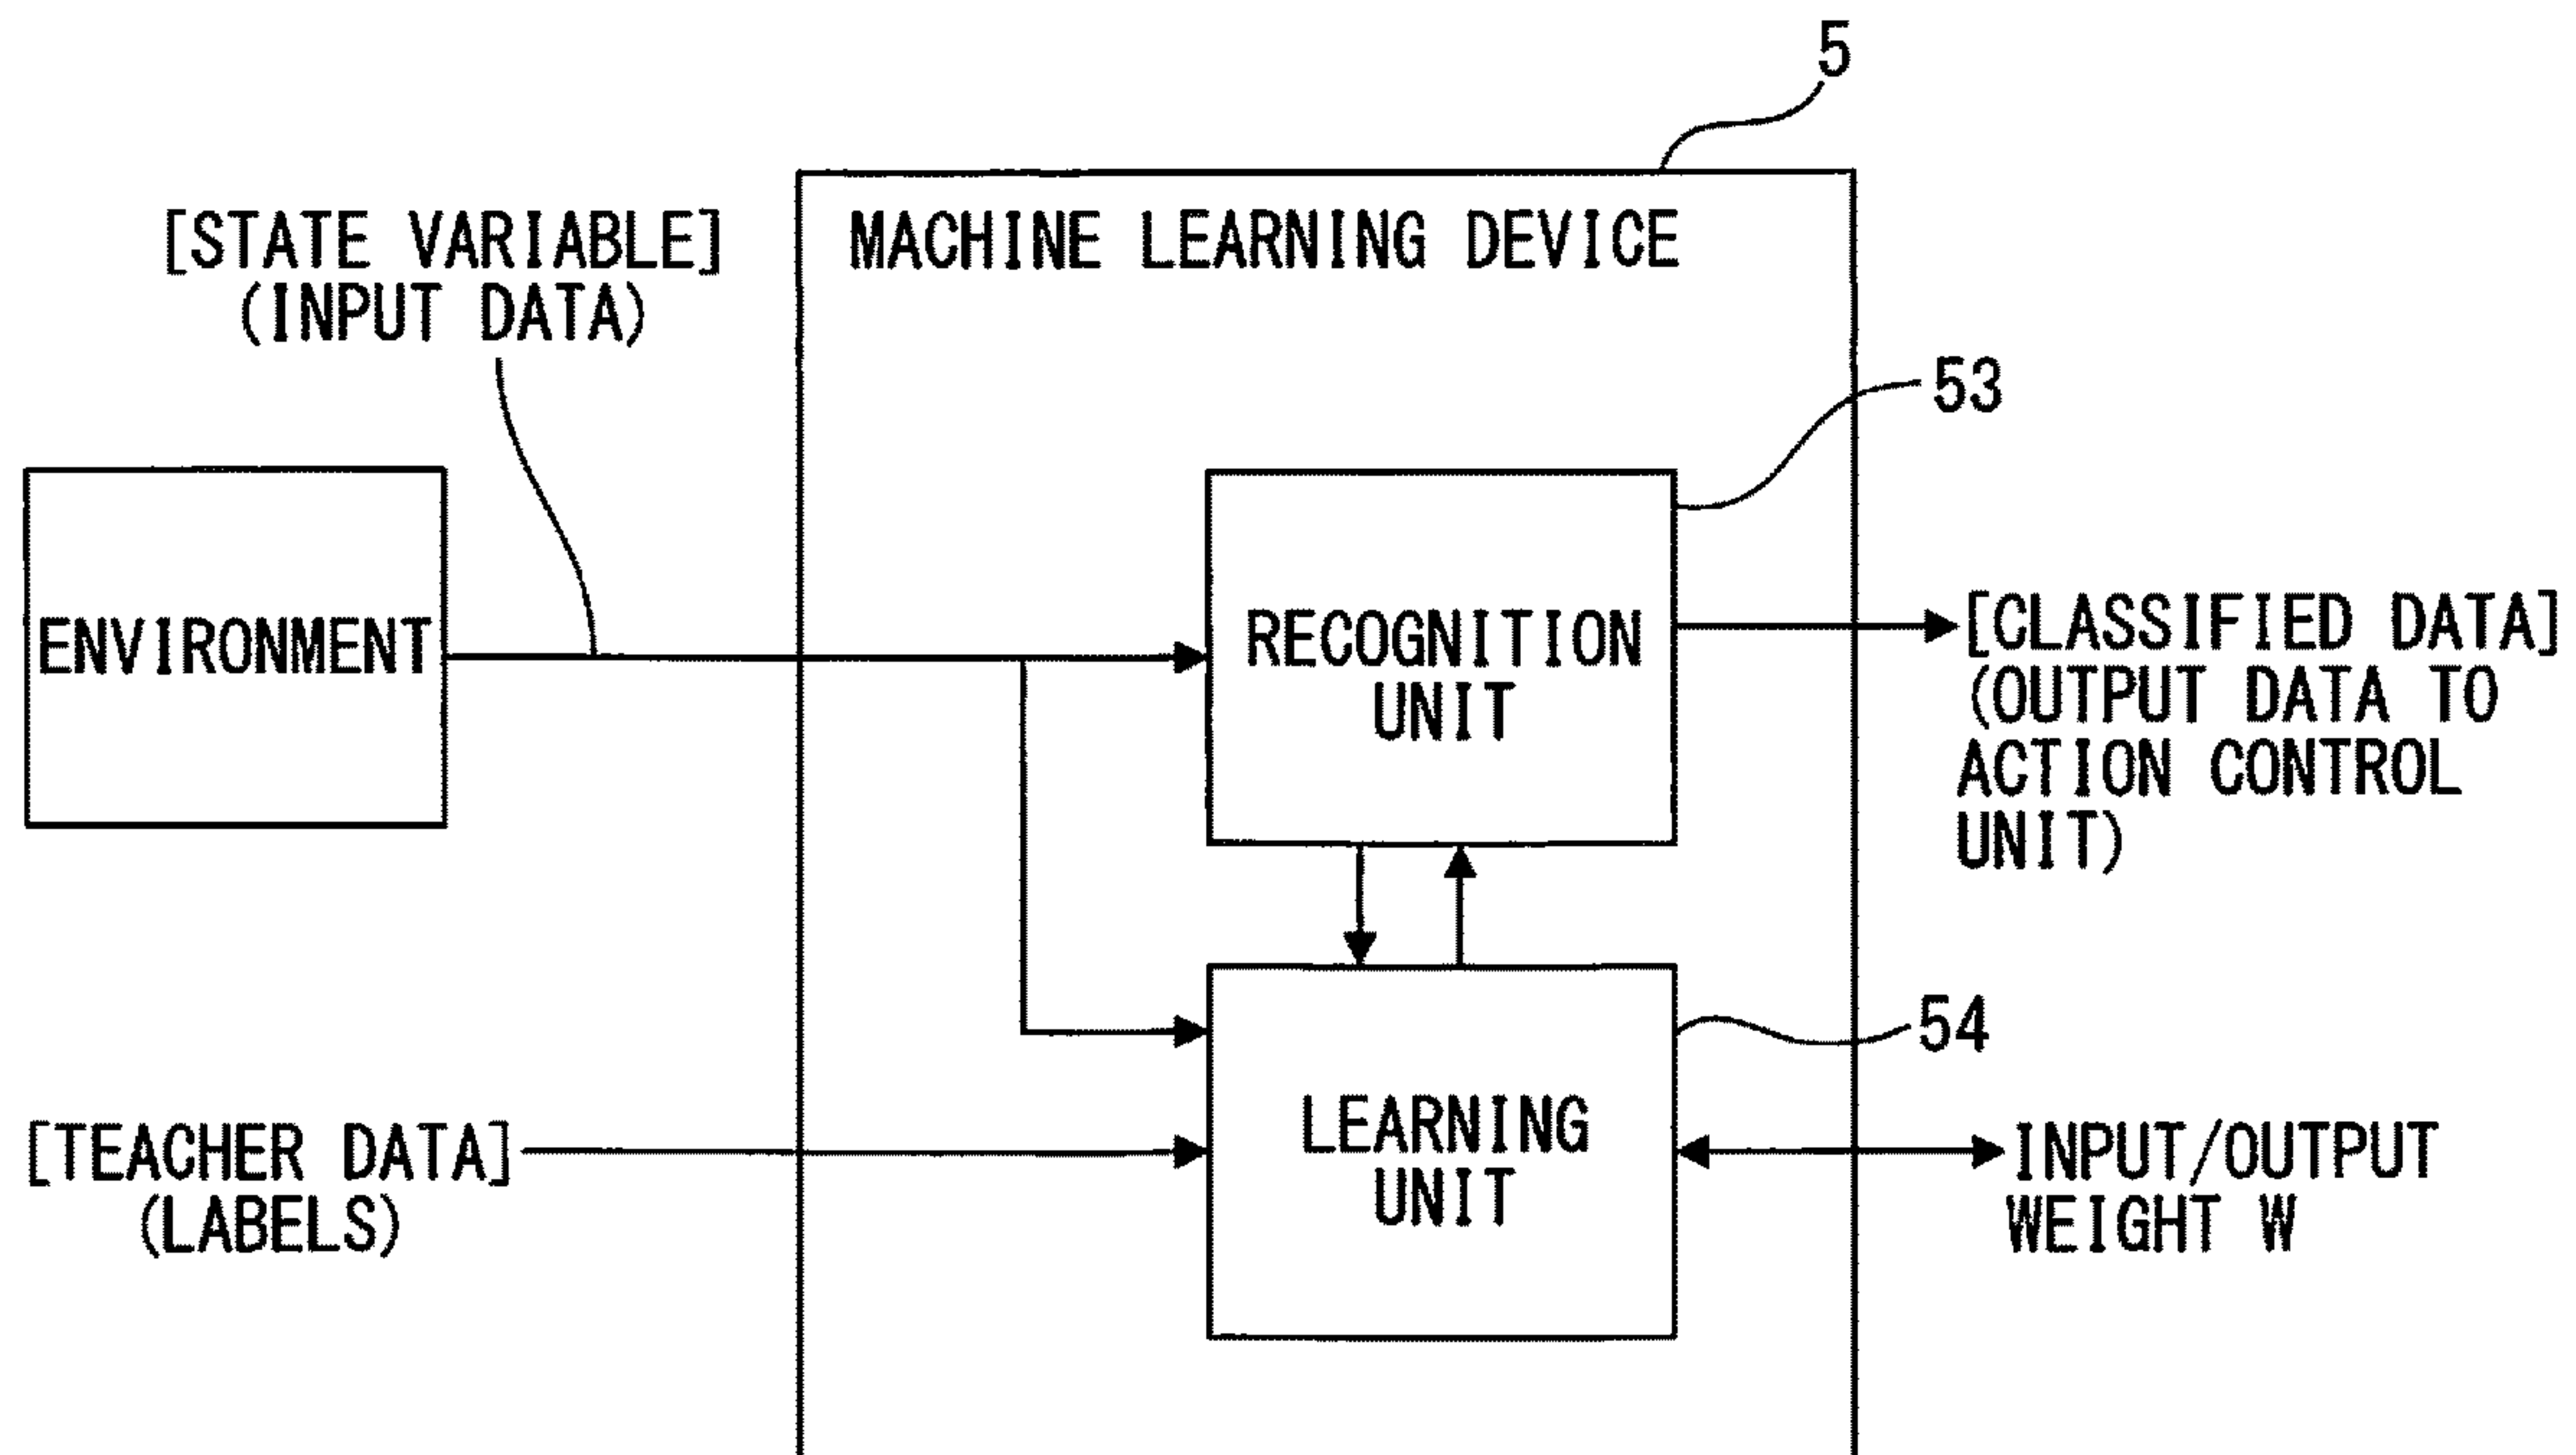 5
[STATE VARIABLE]
(INPUT DATA)
MACHINE LEARNING DEVICE
53
ENVIRONMENT
RECOGNITION
UNIT
[CLASSIFIED DATA]
(OUTPUT DATA TO
ACTION CONTROL
UNIT)
54
[TEACHER DATA]
(LABELS)
LEARNING
UNIT
INPUT/OUTPUT
WEIGHT W